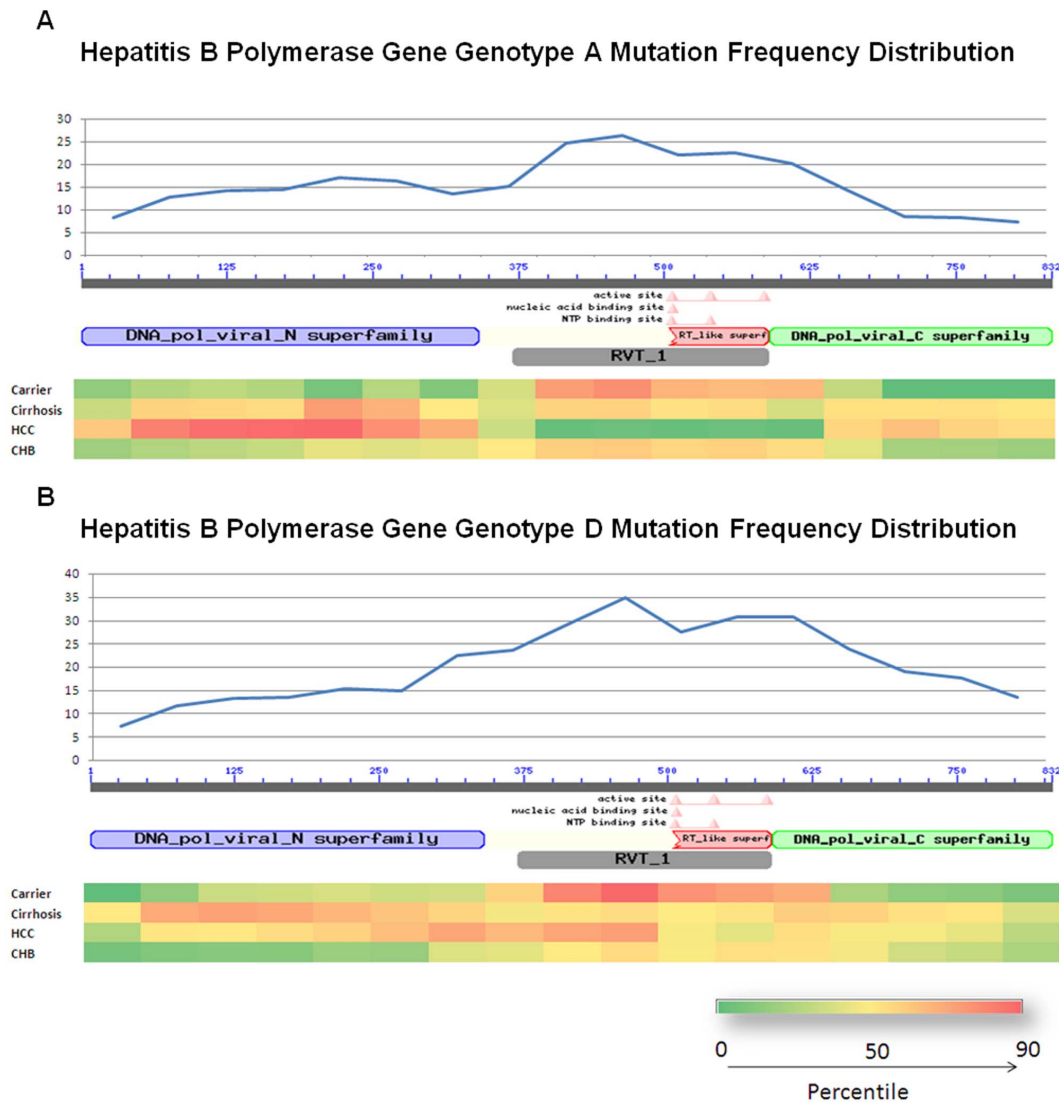 A
Hepatitis B Polymerase Gene Genotype A Mutation Frequency Distribution
30
25
20
15
10
5
0
1 125 250 375 500 625 750 832
active site
nucleic acid binding site
NTP binding site
DNA_pol_viral_N superfamily RT_like superf DNA_pol_viral_C superfamily
RVT_1
Carrier
Cirrhosis
HCC
CHB
B
Hepatitis B Polymerase Gene Genotype D Mutation Frequency Distribution
40
35
30
25
20
15
10
5
0
1 125 250 375 500 625 750 832
active site
nucleic acid binding site
NTP binding site
DNA_pol_viral_N superfamily RT_like superf DNA_pol_viral_C superfamily
RVT_1
Carrier
Cirrhosis
HCC
CHB
0 50 90
Percentile